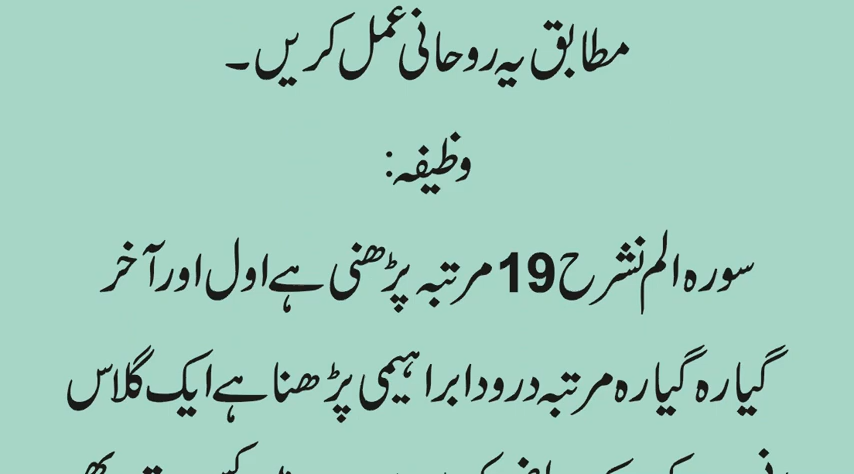 مطابق یہ روحانی عمل کریں۔
وظیفہ:
سورہ الم نشرح 19 مرتبہ پڑھنی ہے اول اور آخر
گیارہ گیارہ مرتبہ درود ابراہیمی پڑھنا ہے ایک گلاس